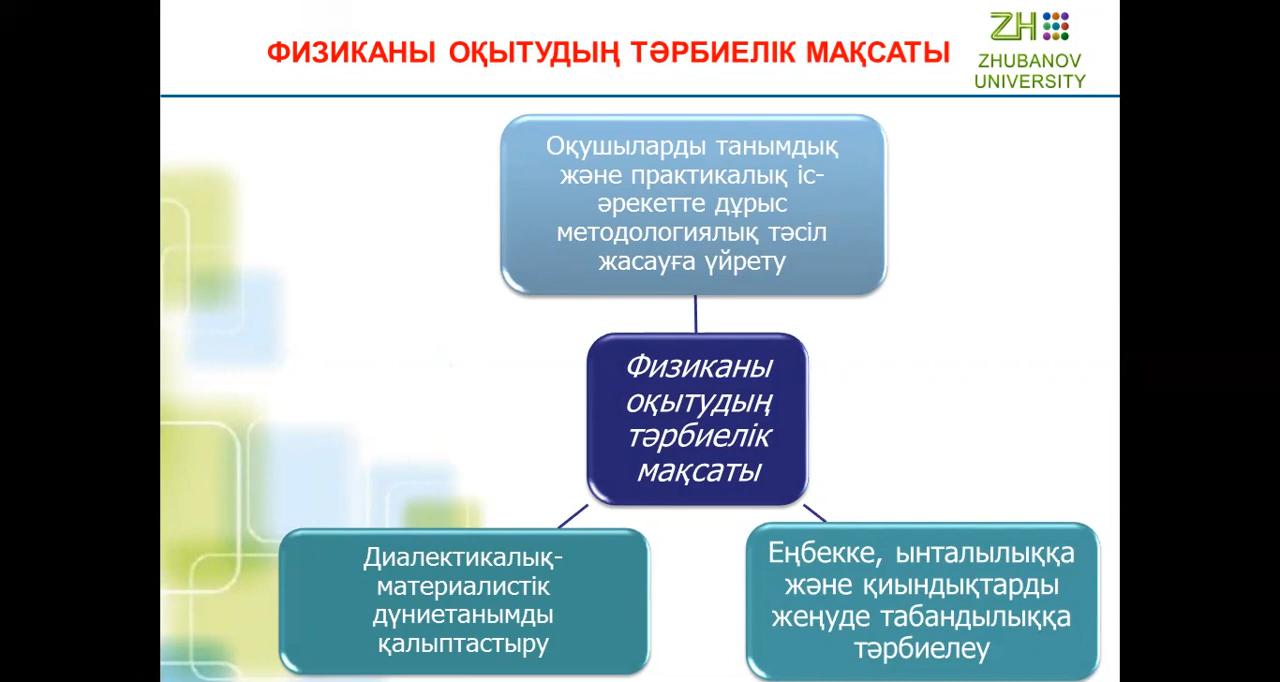 ФИЗИКАНЫ ОҚЫТУДЫҢ ТӘРБИЕЛІК МАҚСАТЫ
ZH
ZHUBANOV
UNIVERSITY
Оқушыларды танымдық
және практикалық іс-
әрекетте дұрыс
методологиялық тәсіл
жасауға үйрету
Физиканы
оқытудың
тәрбиелік
мақсаты
Диалектикалық-
материалистік
дүниетанымды
қалыптастыру
Еңбекке, ынталылыққа
және қиындықтарды
жеңуде табандылыққа
тәрбиелеу